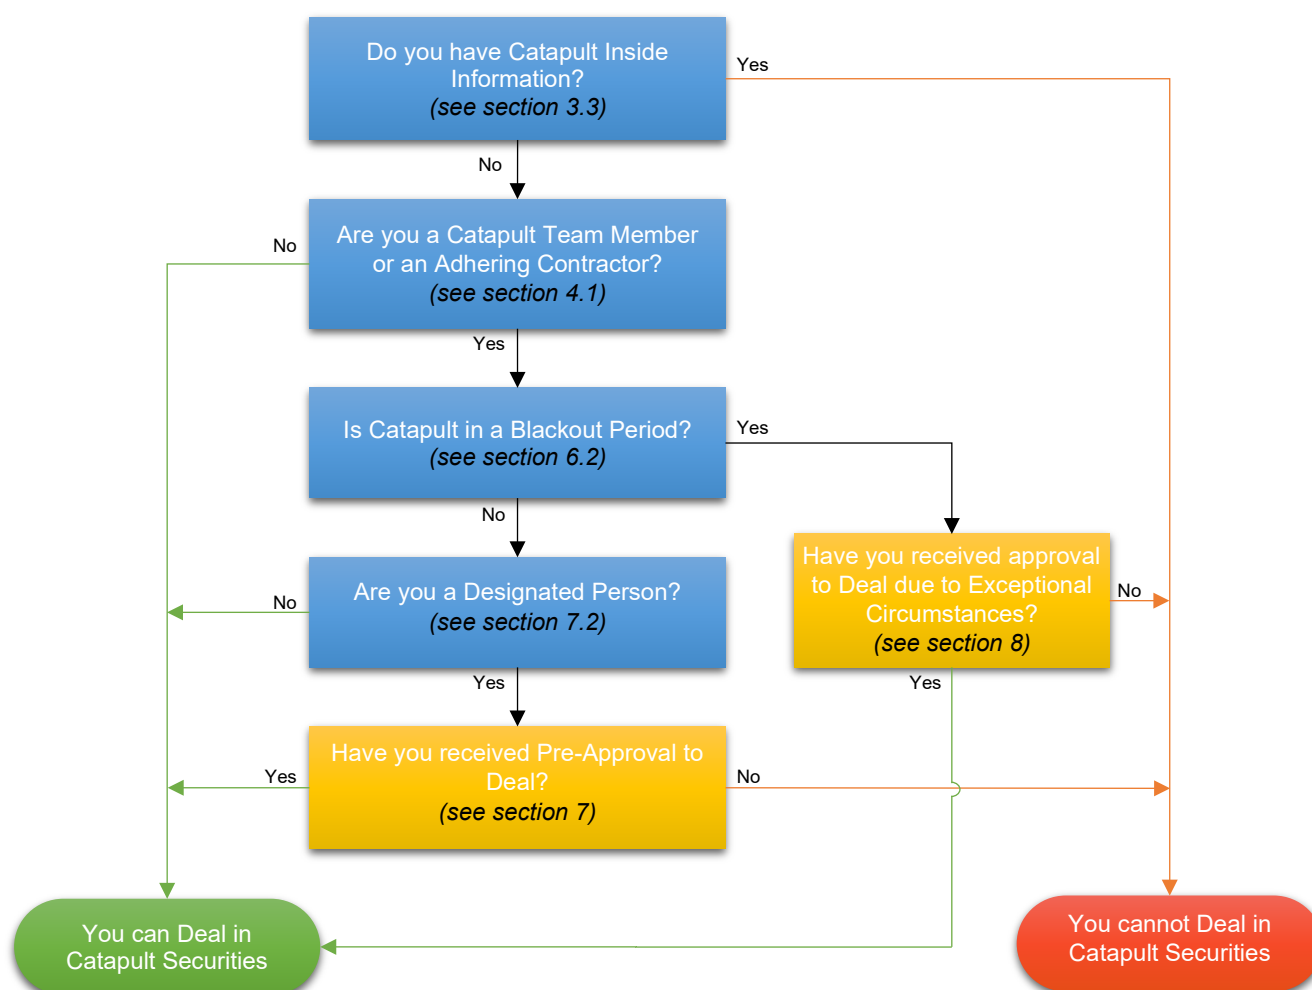 Do you have Catapult Inside
Information?
(see section 3.3)
Yes
No
Are you a Catapult Team Member
or an Adhering Contractor?
(see section 4.1)
No
Yes
Is Catapult in a Blackout Period?
(see section 6.2)
Yes
No
Have you received approval
to Deal due to Exceptional
Circumstances?
(see section 8)
No
Yes
Are you a Designated Person?
(see section 7.2)
No
Yes
Have you received Pre-Approval to
Deal?
(see section 7)
Yes
No
You can Deal in
Catapult Securities
You cannot Deal in
Catapult Securities